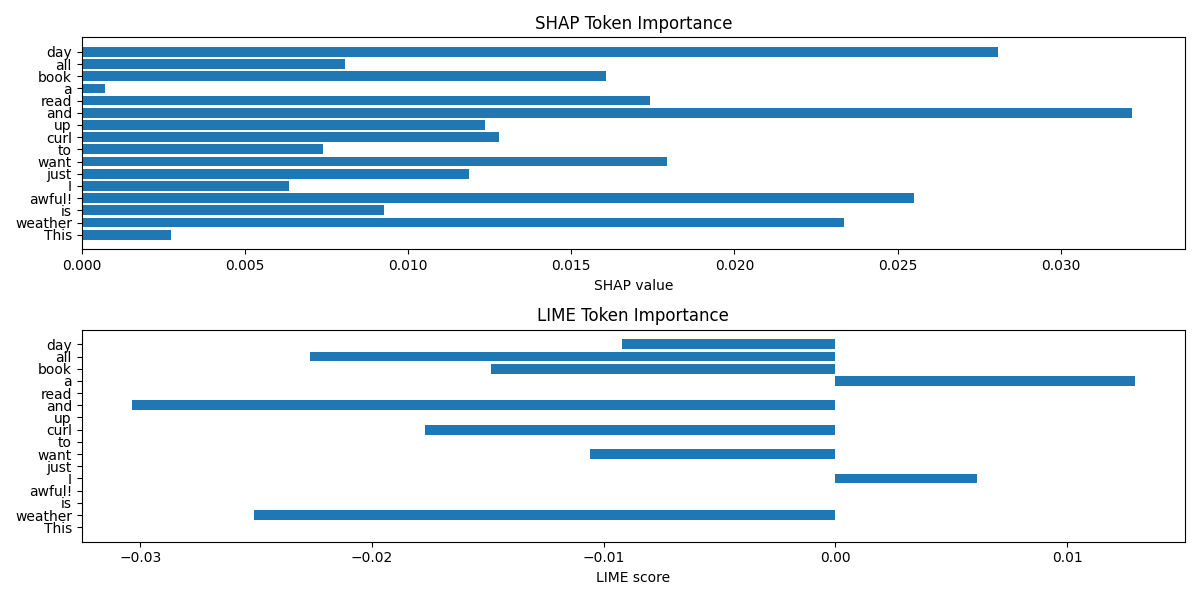 SHAP Token Importance
day
all
book
a
read
and
up
curl
to
want
just
I
awful!
is
weather
This
0.000 0.005 0.010 0.015 0.020 0.025 0.030
SHAP value
LIME Token Importance
day
all
book
a
read
and
up
curl
to
want
just
I
awful!
is
weather
This
−0.03 −0.02 −0.01 0.00 0.01
LIME score